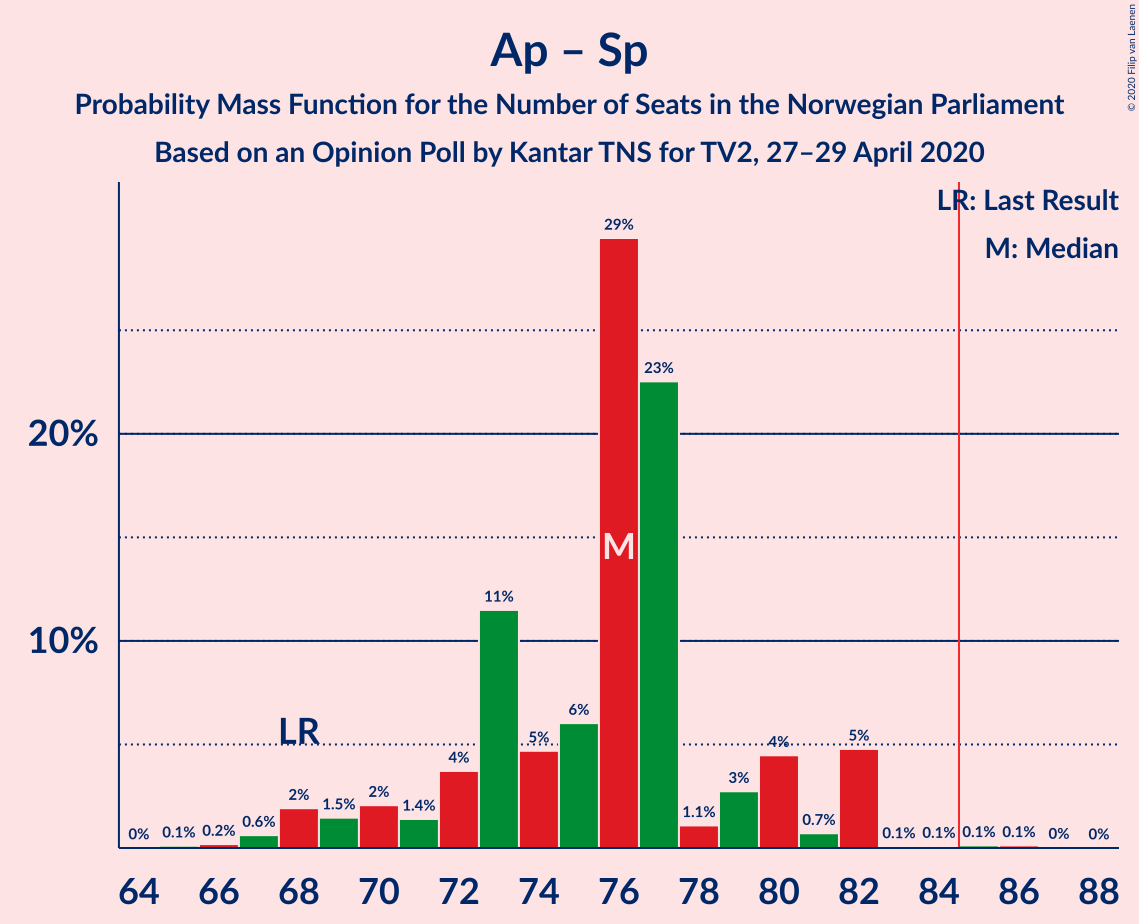 Ap – Sp
Probability Mass Function for the Number of Seats in the Norwegian Parliament
Based on an Opinion Poll by Kantar TNS for TV2, 27–29 April 2020
© 2020 Filip van Laenen
LR: Last Result
M: Median
20%
10%
LR
M
0% 0.1% 0.2% 0.6% 2% 1.5% 2% 1.4% 4% 11% 5% 6% 29% 23% 1.1% 3% 4% 0.7% 5% 0.1% 0.1% 0.1% 0.1% 0% 0%
64 66 68 70 72 74 76 78 80 82 84 86 88